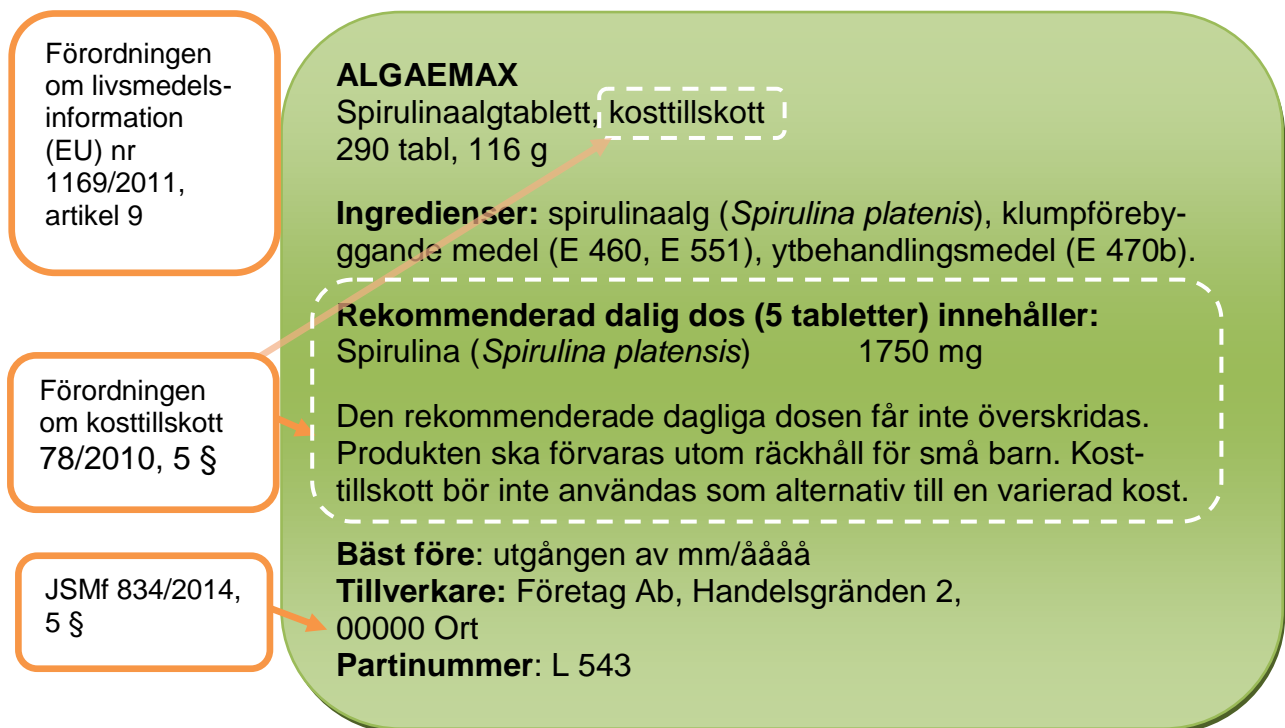 Förordningen
om livsmedels-
information
(EU) nr
1169/2011,
artikel 9
Förordningen
om kosttillskott
78/2010, 5 §
JSMf 834/2014,
5 §
ALGAEMAX
Spirulinaalgtablett, kosttillskott
290 tabl, 116 g
Ingredienser: spirulinaalg (Spirulina platenis), klumpföreby-
ggande medel (E 460, E 551), ytbehandlingsmedel (E 470b).
Rekommenderad dalig dos (5 tabletter) innehåller:
Spirulina (Spirulina platensis) 1750 mg
Den rekommenderade dagliga dosen får inte överskridas.
Produkten ska förvaras utom räckhåll för små barn. Kost-
tillskott bör inte användas som alternativ till en varierad kost.
Bäst före: utgången av mm/åååå
Tillverkare: Företag Ab, Handelsgränden 2,
00000 Ort
Partinummer: L 543